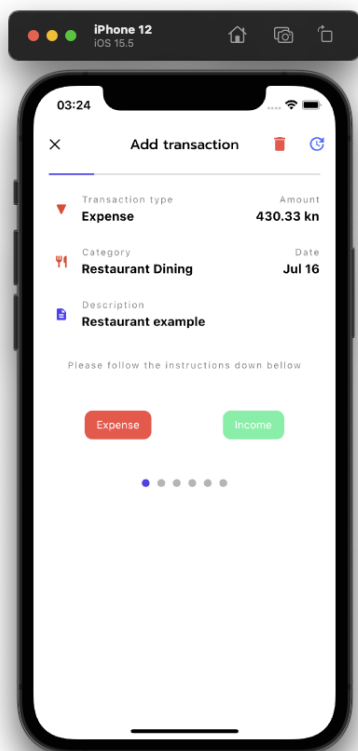 iPhone 12
iOS 15.5
03:24
Add transaction
Transaction type
Amount
Expense
430.33 kn
Category
Date
Restaurant Dining
Jul 16
Description
Restaurant example
Please follow the instructions down bellow
Expense
Income